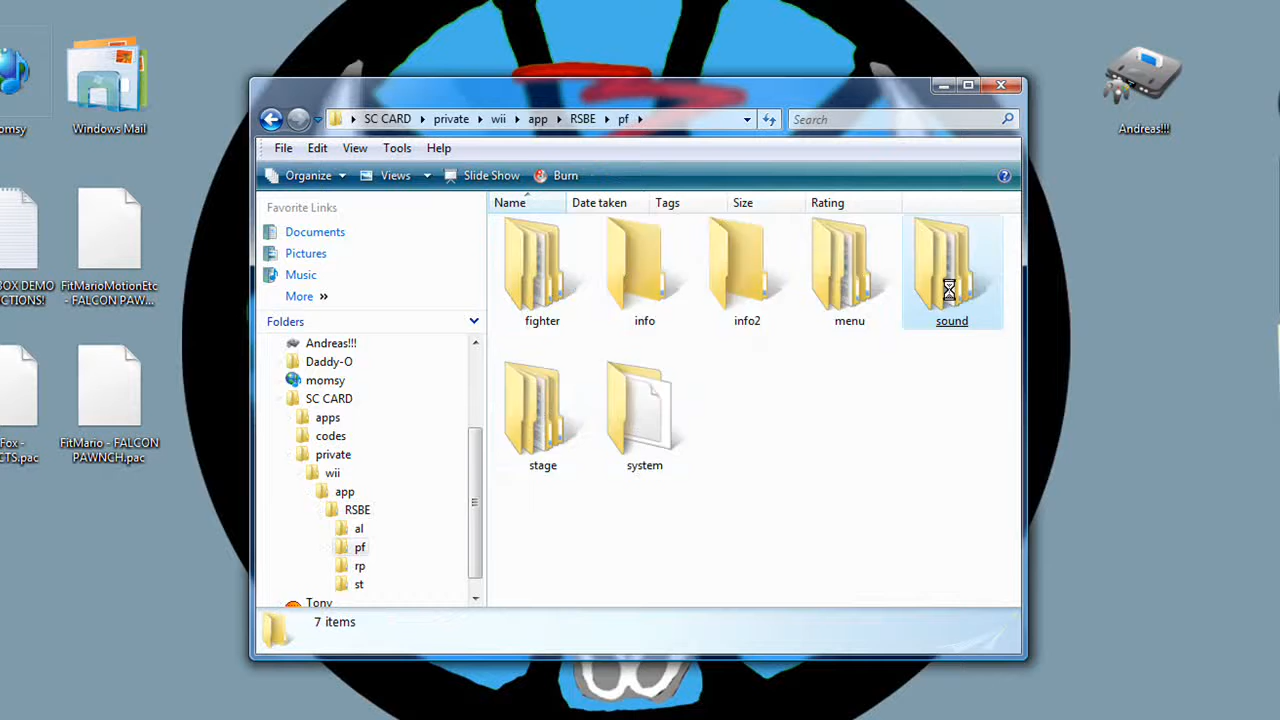 omsy
Windows Mail
Andreas!!!
BOX DEMO
CTIONS!
FitMarioMotionEtc
- FALCON PAW...
Fox -
CTS.pac
FitMario - FALCON
PAWNCH.pac
SC CARD private wii app RSBE pf
Search
File Edit View Tools Help
Organize Views Slide Show Burn
Favorite Links
Documents
Pictures
Music
More »
Folders
Andreas!!!
Daddy-O
momsy
SC CARD
apps
codes
private
wii
app
RSBE
al
pf
rp
st
Tony
Name Date taken Tags Size Rating
fighter info info2 menu sound
stage system
7 items